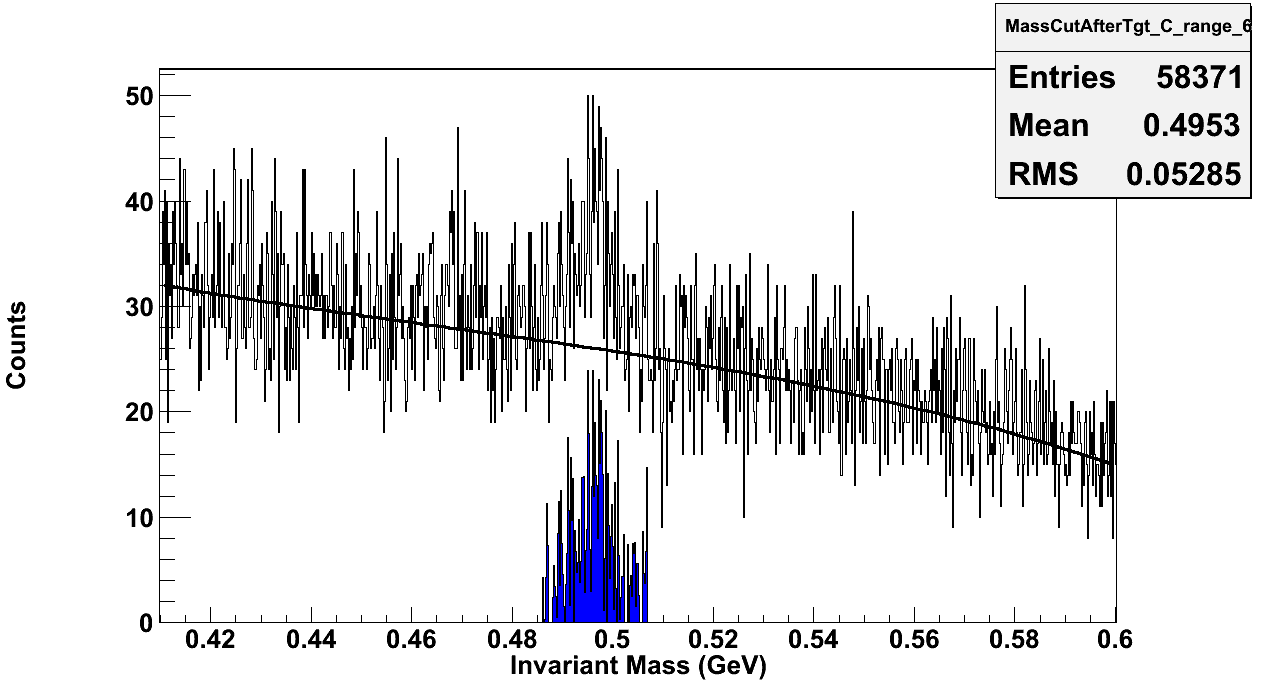 MassCutAfterTgt_C_range_6
Entries 58371
Mean 0.4953
RMS 0.05285
Counts
50
40
30
20
10
0
0.42 0.44 0.46 0.48 0.5 0.52 0.54 0.56 0.58 0.6
Invariant Mass (GeV)